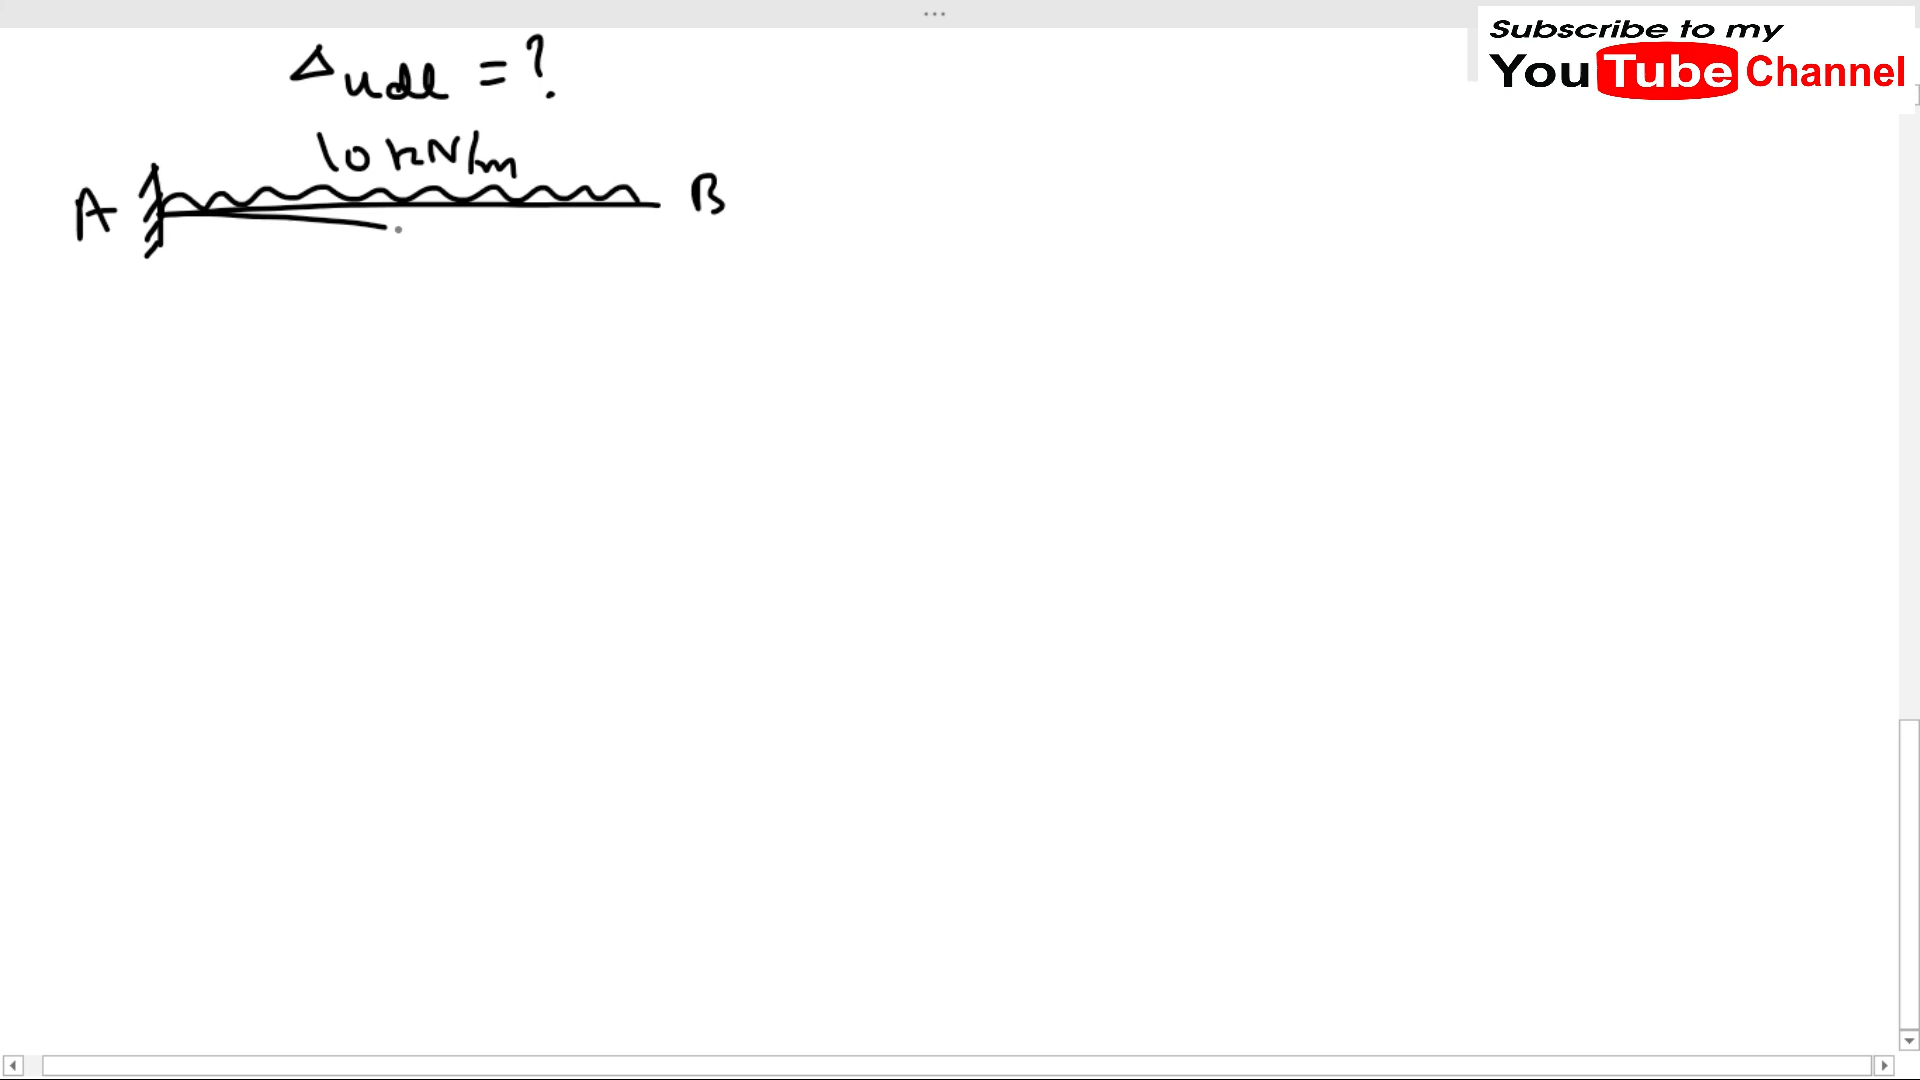 Δudl = ?
10 kN/m
A
B
Subscribe to my
YouTube Channel